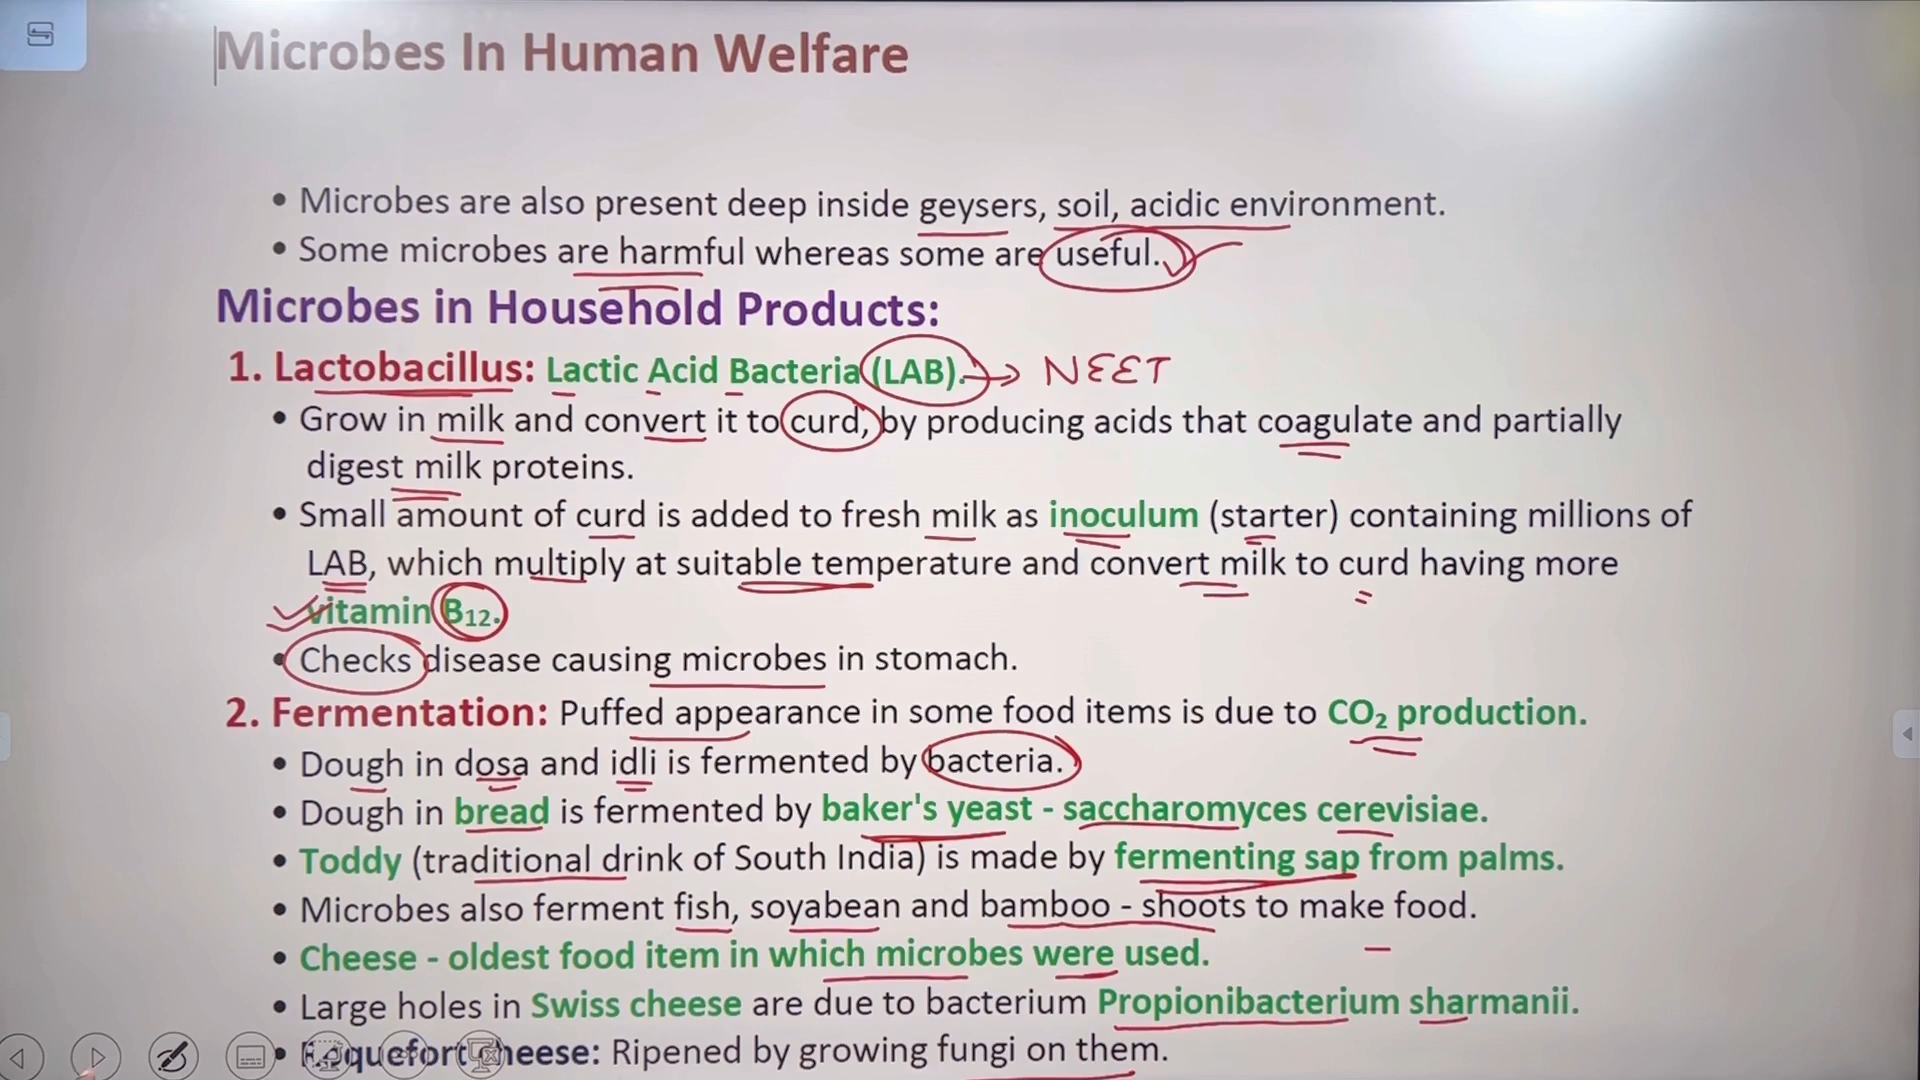 Microbes In Human Welfare
• Microbes are also present deep inside geysers, soil, acidic environment.
• Some microbes are harmful whereas some are useful.
Microbes in Household Products:
1. Lactobacillus: Lactic Acid Bacteria (LAB). → NEET
• Grow in milk and convert it to curd, by producing acids that coagulate and partially
digest milk proteins.
• Small amount of curd is added to fresh milk as inoculum (starter) containing millions of
LAB, which multiply at suitable temperature and convert milk to curd having more
vitamin B₁₂.
• Checks disease causing microbes in stomach.
2. Fermentation: Puffed appearance in some food items is due to CO₂ production.
• Dough in dosa and idli is fermented by bacteria.
• Dough in bread is fermented by baker's yeast - saccharomyces cerevisiae.
• Toddy (traditional drink of South India) is made by fermenting sap from palms.
• Microbes also ferment fish, soyabean and bamboo - shoots to make food.
• Cheese - oldest food item in which microbes were used.
• Large holes in Swiss cheese are due to bacterium Propionibacterium sharmanii.
• Roquefort Cheese: Ripened by growing fungi on them.